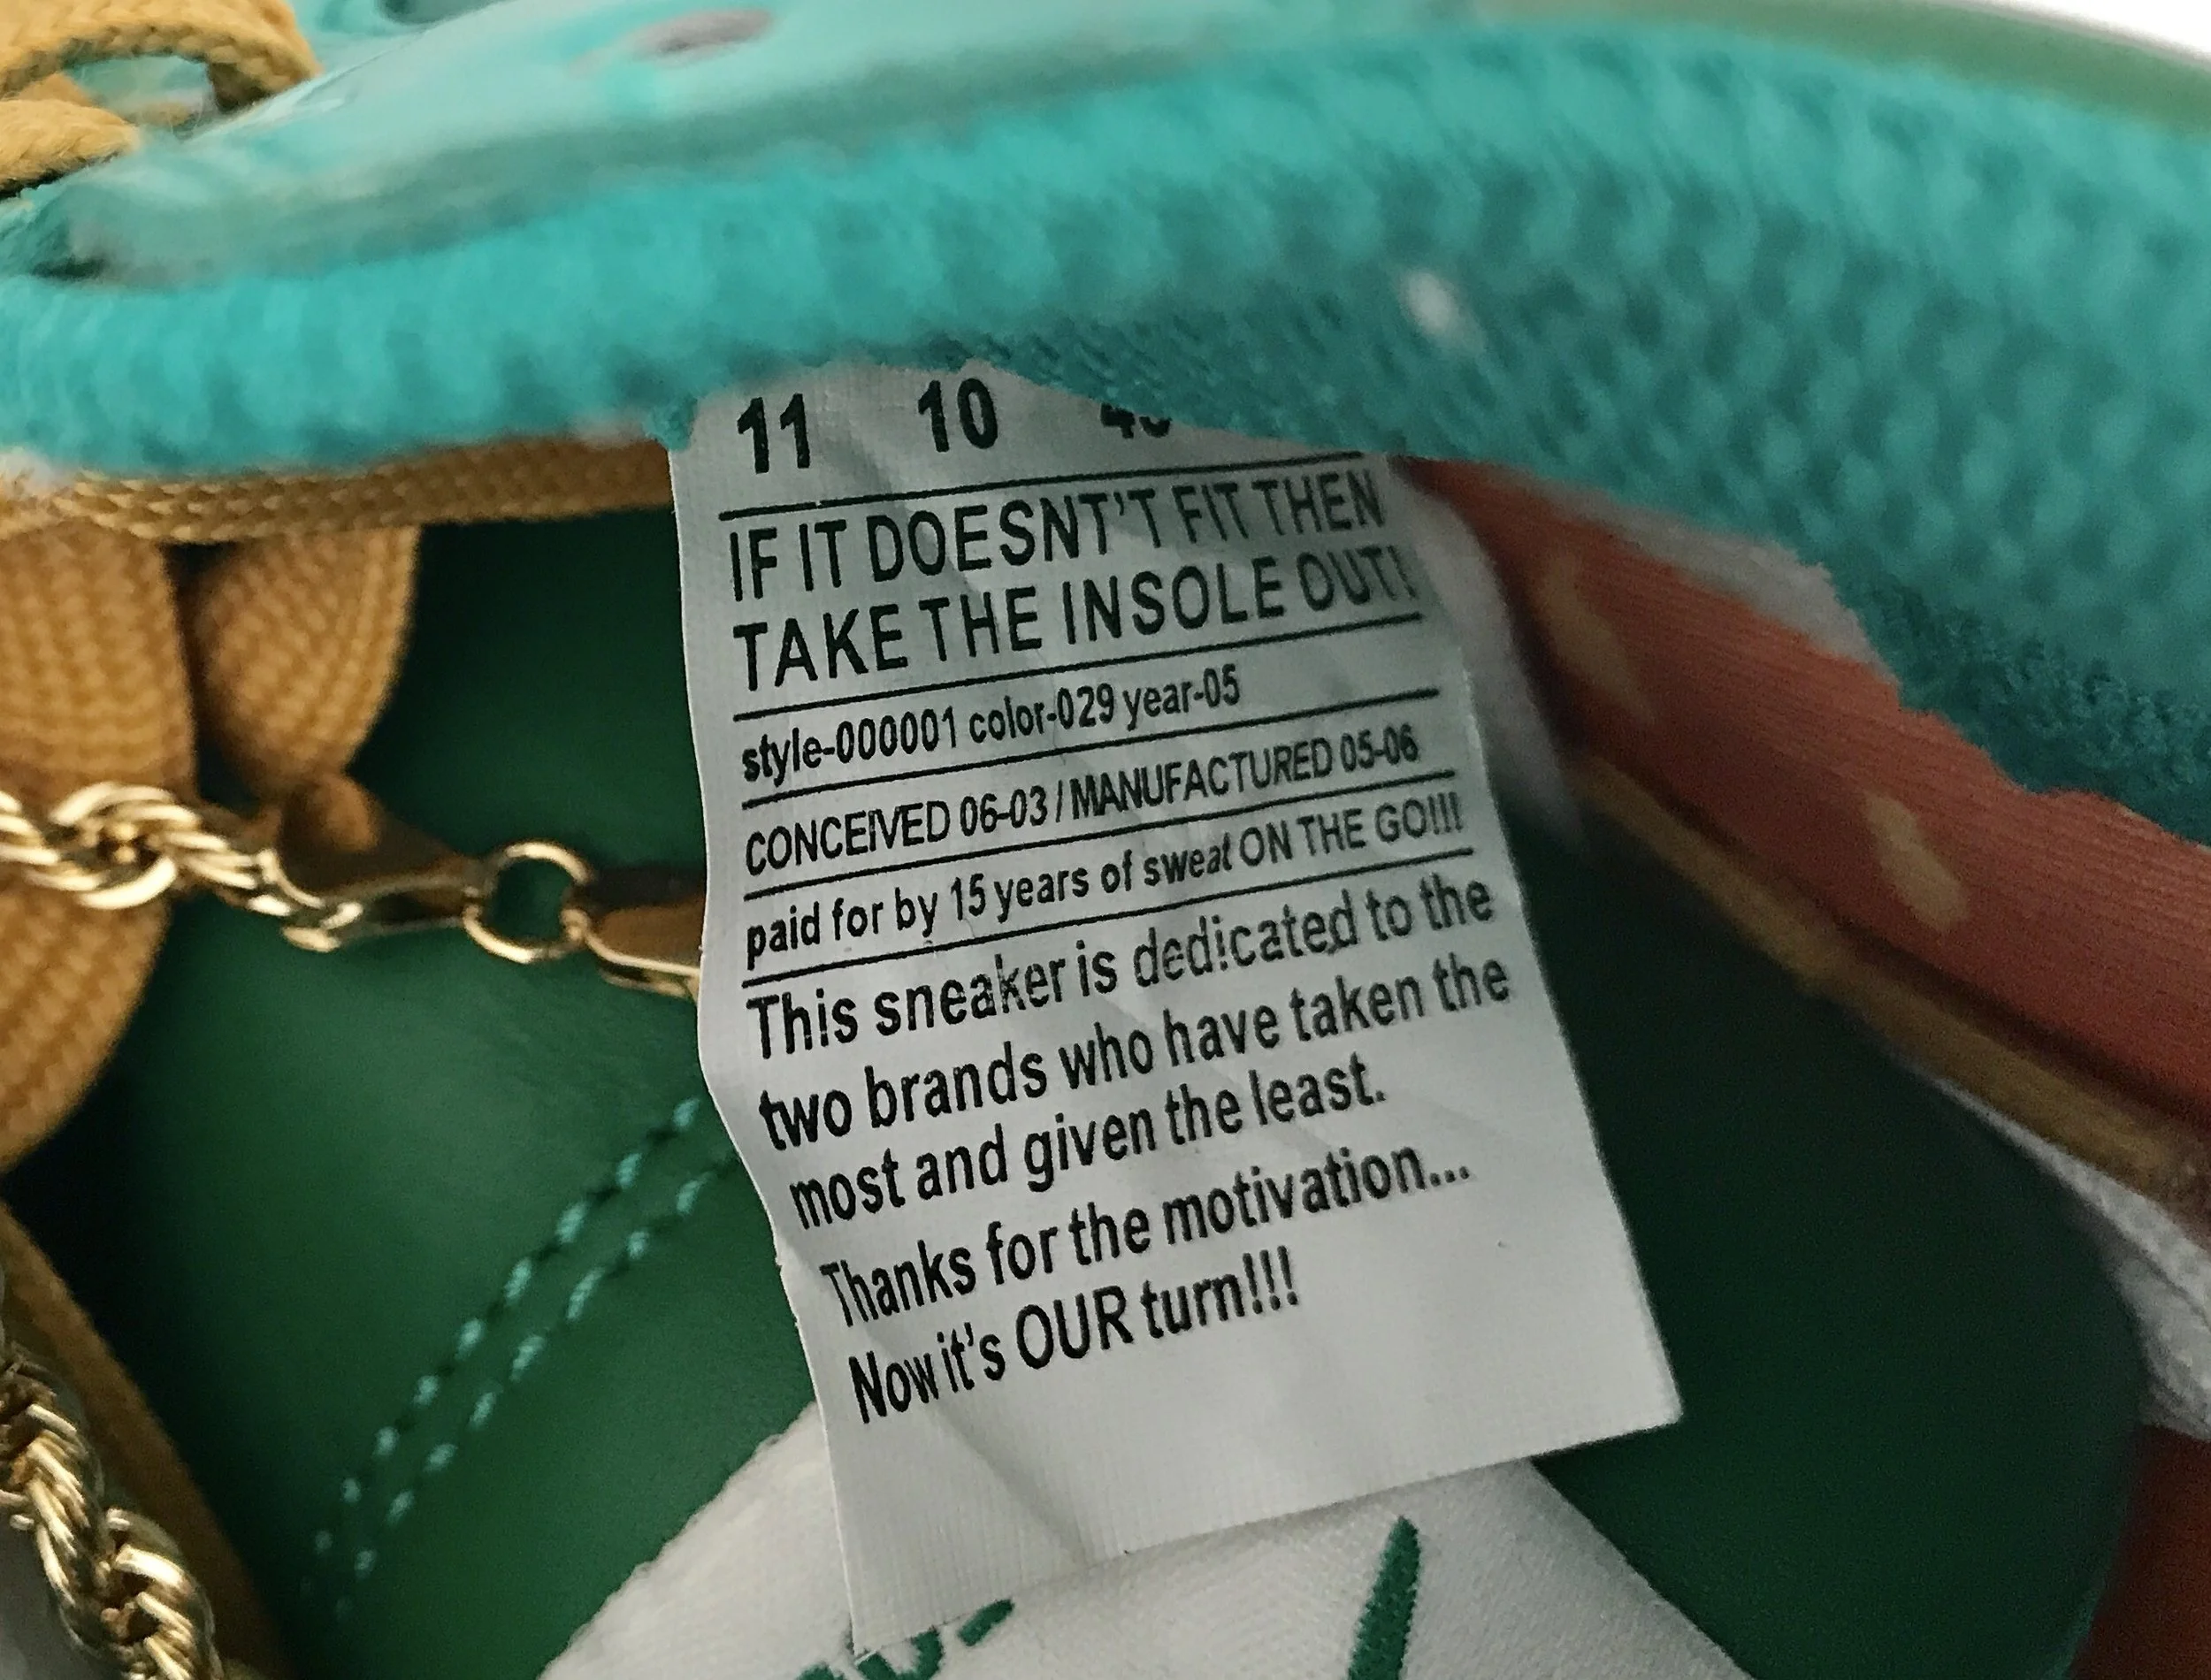 11 10
IF IT DOESNT'T FIT THEN
TAKE THE INSOLE OUT!
style-000001 color-029 year-05
CONCEIVED 06-03 / MANUFACTURED 05-06
paid for by 15 years of sweat ON THE GO!!!
This sneaker is dedicated to the
two brands who have taken the
most and given the least.
Thanks for the motivation...
Now it's OUR turn!!!